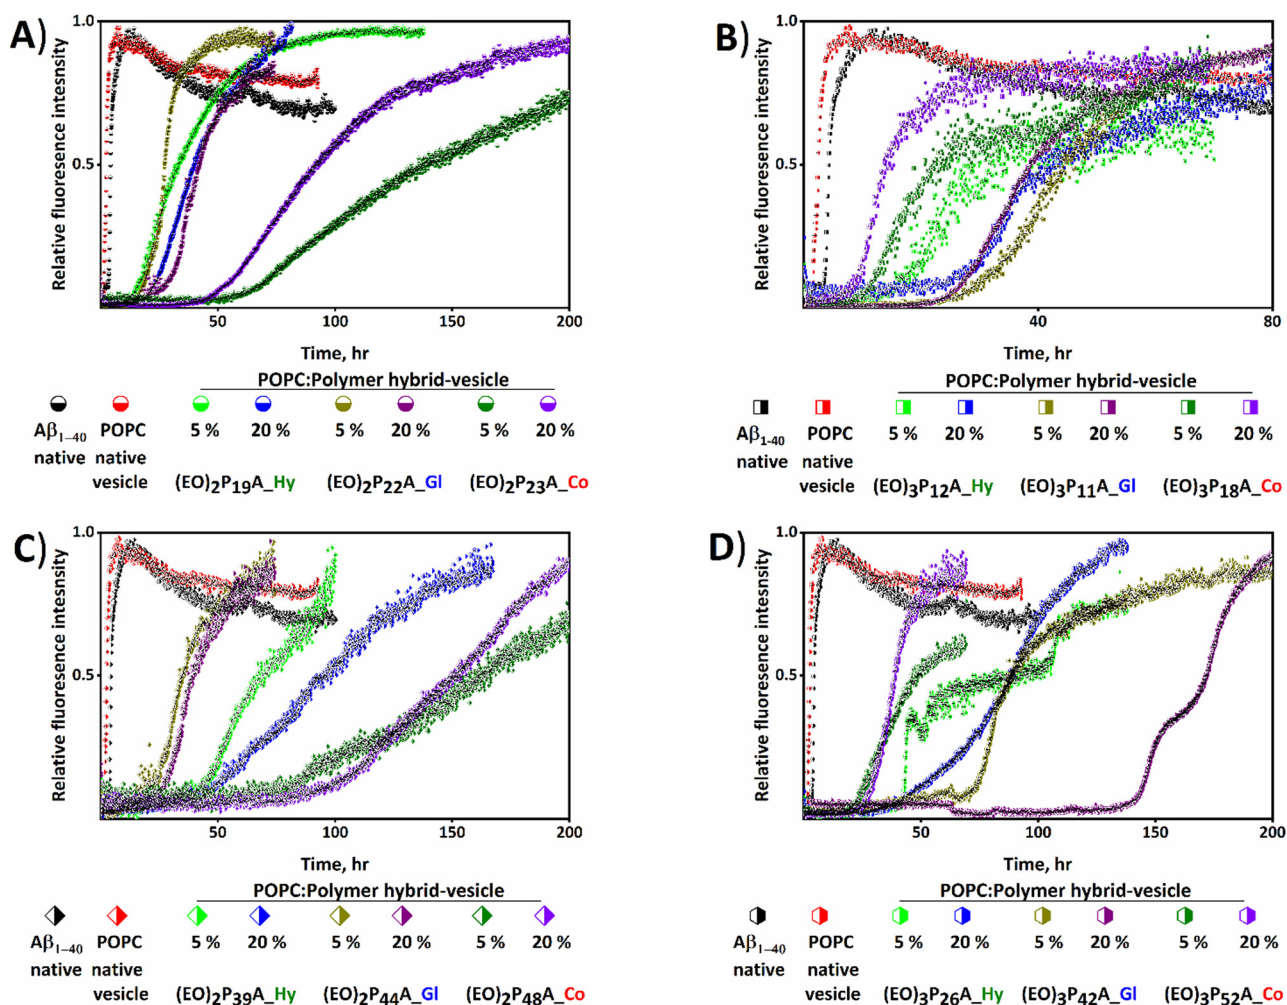 A)
Relative fluoresence intesnsity
1.0
0.5
50 100 150 200
Time, hr
POPC:Polymer hybrid-vesicle
Aβ1–40 POPC 5 % 20 % 5 % 20 % 5 % 20 %
native native
vesicle (EO)2P19A_Hy (EO)2P22A_Gl (EO)2P23A_Co
B)
Relative fluoresence intesnsity
1.0
0.5
40 80
Time, hr
POPC:Polymer hybrid-vesicle
Aβ1–40 POPC 5 % 20 % 5 % 20 % 5 % 20 %
native native
vesicle (EO)3P12A_Hy (EO)3P11A_Gl (EO)3P18A_Co
C)
Relative fluoresence intesnsity
1.0
0.5
50 100 150 200
Time, hr
POPC:Polymer hybrid-vesicle
Aβ1–40 POPC 5 % 20 % 5 % 20 % 5 % 20 %
native native
vesicle (EO)2P39A_Hy (EO)2P44A_Gl (EO)2P48A_Co
D)
Relative fluoresence intesnsity
1.0
0.5
50 100 150 200
Time, hr
POPC:Polymer hybrid-vesicle
Aβ1–40 POPC 5 % 20 % 5 % 20 % 5 % 20 %
native native
vesicle (EO)3P26A_Hy (EO)3P42A_Gl (EO)3P52A_Co